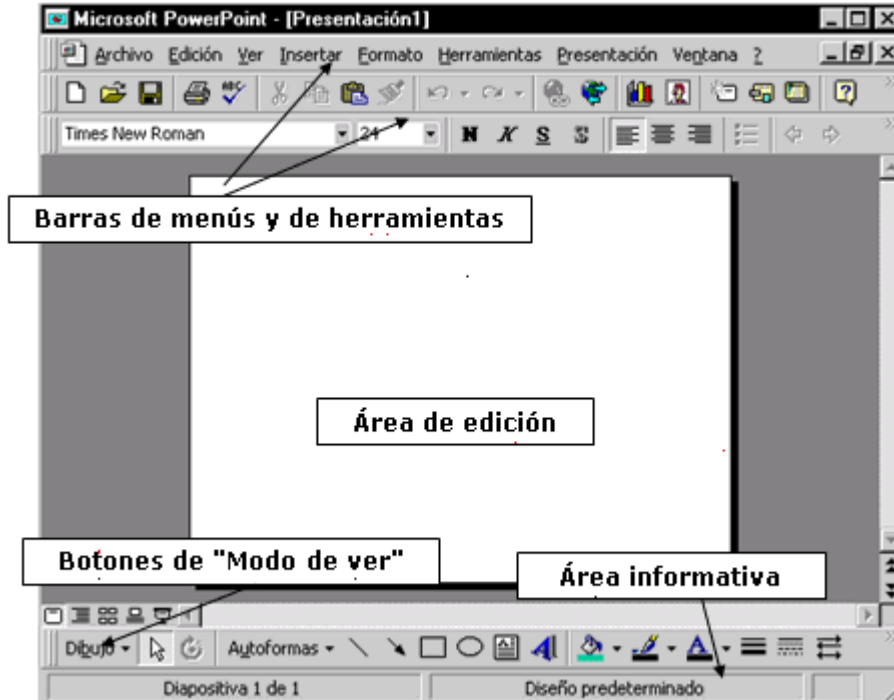 Microsoft PowerPoint - [Presentación1]
Archivo Edición Ver Insertar Formato Herramientas Presentación Ventana ?
ABC
Times New Roman 24 N K S S
Barras de menús y de herramientas
Área de edición
Botones de "Modo de ver"
Área informativa
Dibujo Autoformas A A
Diapositiva 1 de 1 Diseño predeterminado